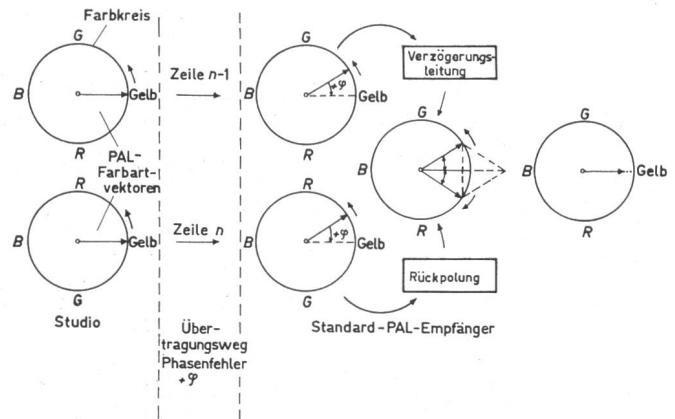 Farbkreis
G
B
Gelb
R
PAL-
Farbart-
vektoren
R
B
Gelb
G
Studio
Zeile n-1
Zeile n
Über-
tragungsweg
Phasenfehler
+φ
G
B
+φ
Gelb
R
R
B
+φ
Gelb
G
Verzögerungs-
leitung
G
B
R
Rückpolung
Standard-PAL-Empfänger
G
B
Gelb
R